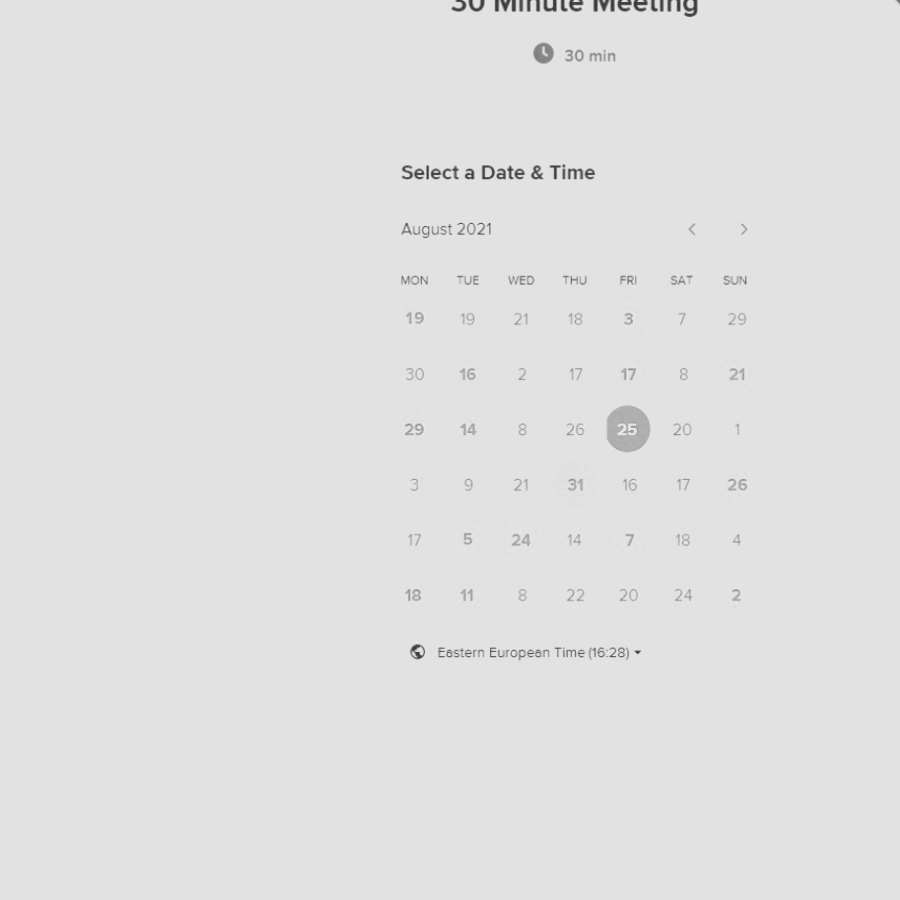 30 Minute Meeting
30 min
Select a Date & Time
August 2021
MON TUE WED THU FRI SAT SUN
19 19 21 18 3 7 29
30 16 2 17 17 8 21
29 14 8 26 25 20 1
3 9 21 31 16 17 26
17 5 24 14 7 18 4
18 11 8 22 20 24 2
Eastern European Time (16:28)